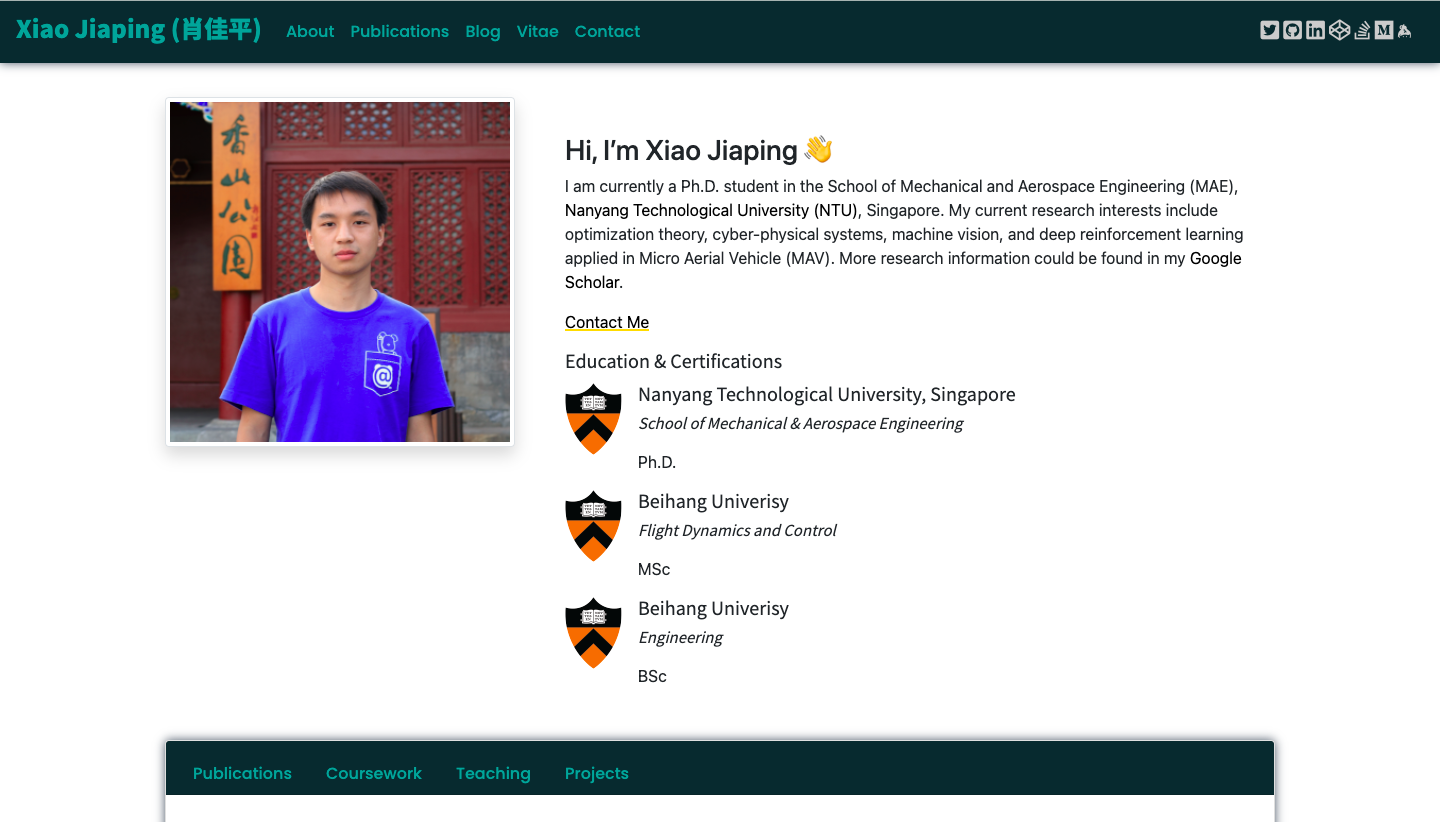 Xiao Jiaping (肖佳平)
About
Publications
Blog
Vitae
Contact
香山公園
@
Hi, I'm Xiao Jiaping 👋
I am currently a Ph.D. student in the School of Mechanical and Aerospace Engineering (MAE),
Nanyang Technological University (NTU), Singapore. My current research interests include
optimization theory, cyber-physical systems, machine vision, and deep reinforcement learning
applied in Micro Aerial Vehicle (MAV). More research information could be found in my Google
Scholar.
Contact Me
Education & Certifications
Nanyang Technological University, Singapore
School of Mechanical & Aerospace Engineering
Ph.D.
Beihang Univerisy
Flight Dynamics and Control
MSc
Beihang Univerisy
Engineering
BSc
Publications
Coursework
Teaching
Projects